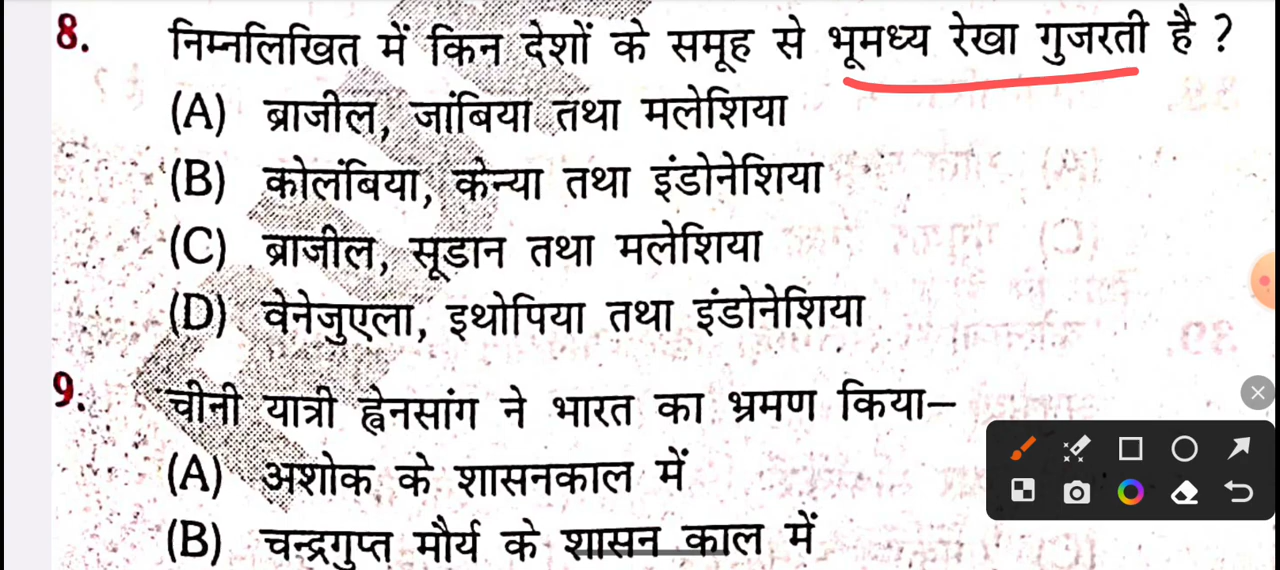 8. निम्नलिखित में किन देशों के समूह से भूमध्य रेखा गुजरती है ?
(A) ब्राजील, जांबिया तथा मलेशिया
(B) कोलंबिया, केन्या तथा इंडोनेशिया
(C) ब्राजील, सूडान तथा मलेशिया
(D) वेनेजुएला, इथोपिया तथा इंडोनेशिया
9. चीनी यात्री ह्वेनसांग ने भारत का भ्रमण किया–
(A) अशोक के शासनकाल में
(B) चन्द्रगुप्त मौर्य के शासन काल में